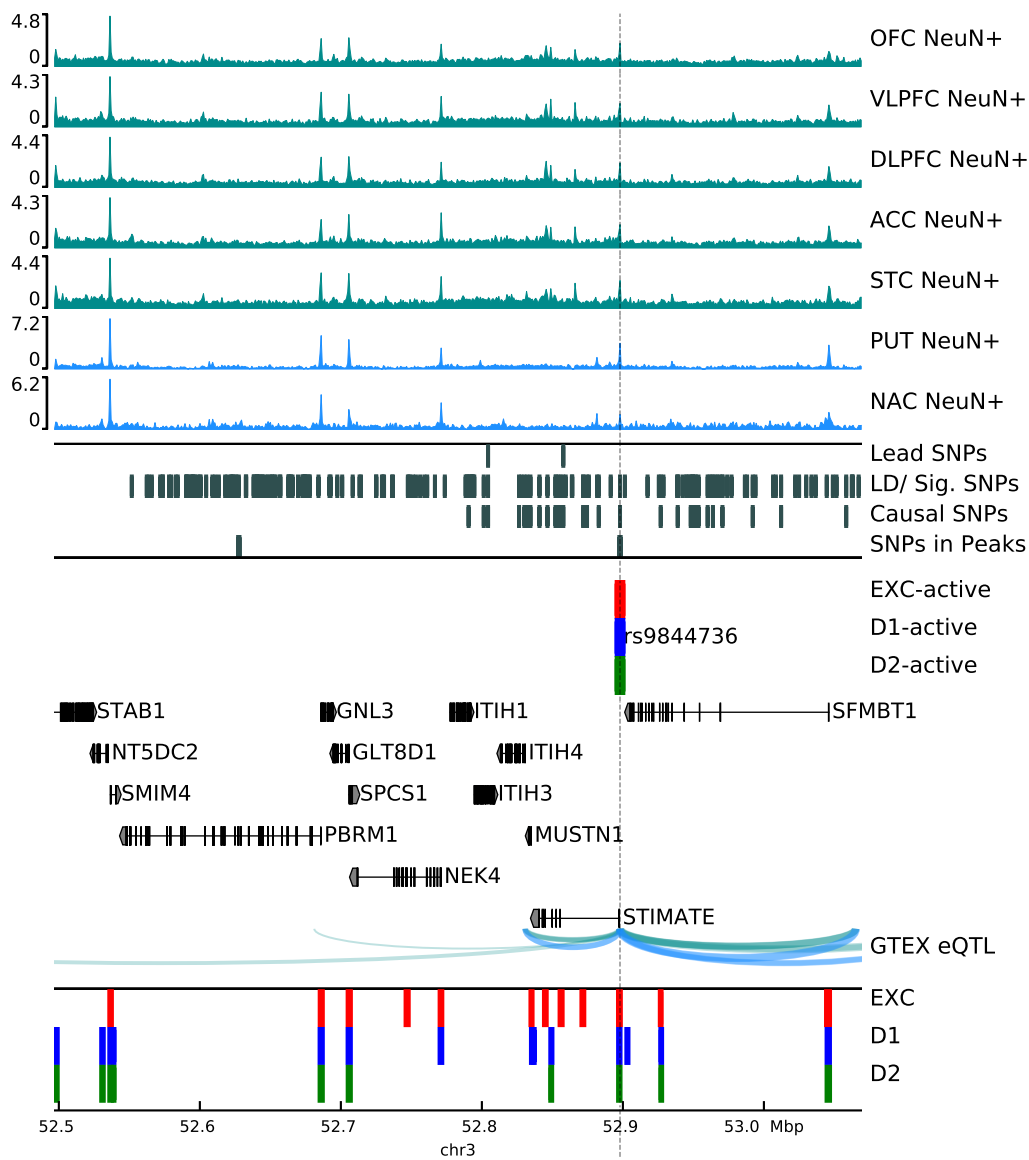 4.8
0
OFC NeuN+
4.3
0
VLPFC NeuN+
4.4
0
DLPFC NeuN+
4.3
0
ACC NeuN+
4.4
0
STC NeuN+
7.2
0
PUT NeuN+
6.2
0
NAC NeuN+
Lead SNPs
LD/ Sig. SNPs
Causal SNPs
SNPs in Peaks
EXC-active
D1-active
rs9844736
D2-active
STAB1 GNL3 ITIH1 SFMBT1
NT5DC2 GLT8D1 ITIH4
SMIM4 SPCS1 ITIH3
PBRM1 MUSTN1
NEK4
STIMATE
GTEX eQTL
EXC
D1
D2
52.5 52.6 52.7 52.8 52.9 53.0 Mbp
chr3